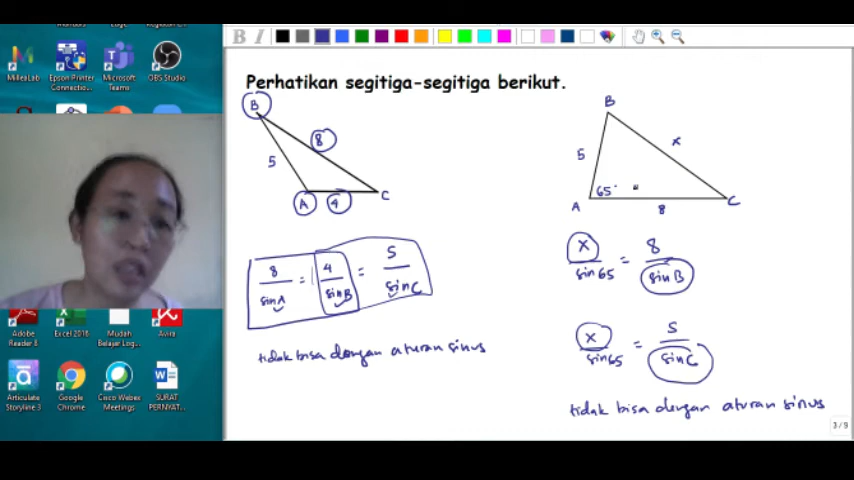 MilleaLab
Epson Printer
Connection...
Microsoft
Teams
OBS Studio
B I
Perhatikan segitiga-segitiga berikut.
B
8
5
A
4
C
B
5
x
65°
A
8
C
8/sin A = 4/sin B = 5/sin C
tidak bisa dengan aturan sinus
x/sin 65 = 8/sin B
x/sin 65 = 5/sin C
tidak bisa dengan aturan sinus
Adobe
Reader 8
Excel 2016
Mudah
Belajar Log...
Avira
Articulate
Storyline 3
Google
Chrome
Cisco Webex
Meetings
SURAT
PERNYAT...
3/9